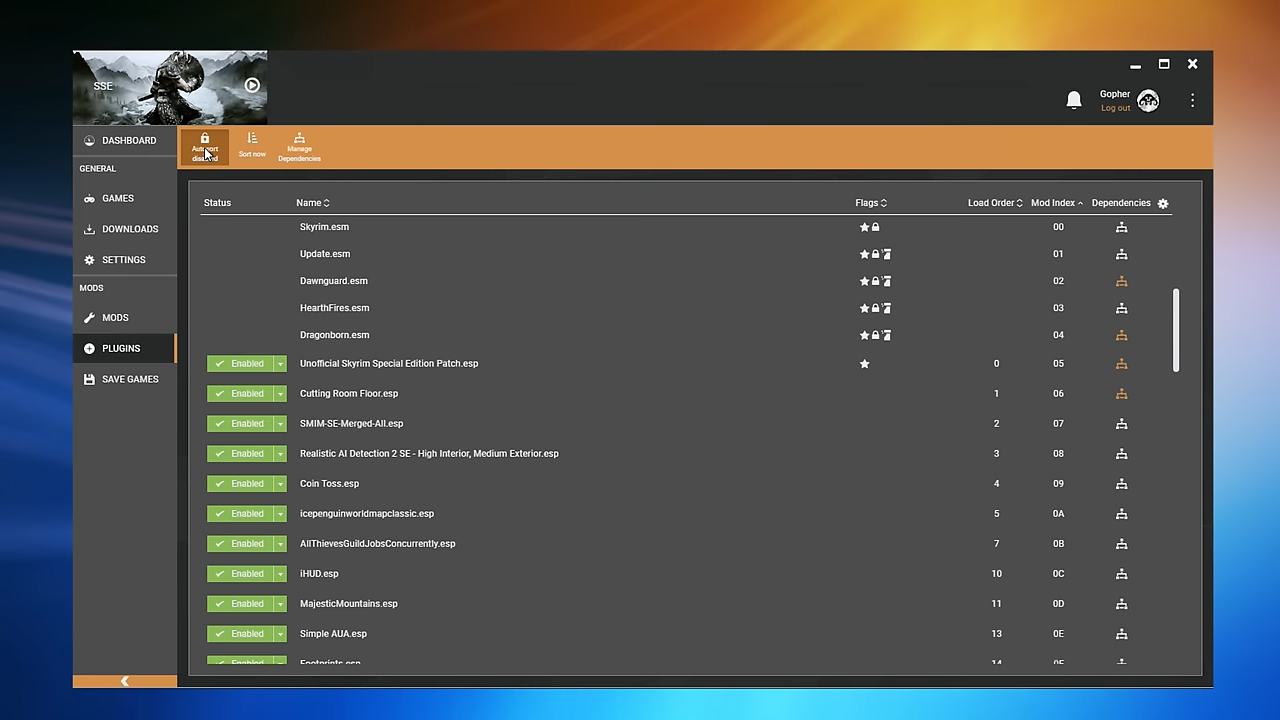 SSE
Gopher
Log out
DASHBOARD
GENERAL
GAMES
DOWNLOADS
SETTINGS
MODS
MODS
PLUGINS
SAVE GAMES
Sort now
Manage
Dependencies
Status Name Flags Load Order Mod Index Dependencies
Skyrim.esm 00
Update.esm 01
Dawnguard.esm 02
HearthFires.esm 03
Dragonborn.esm 04
Enabled Unofficial Skyrim Special Edition Patch.esp 0 05
Enabled Cutting Room Floor.esp 1 06
Enabled SMIM-SE-Merged-All.esp 2 07
Enabled Realistic AI Detection 2 SE - High Interior, Medium Exterior.esp 3 08
Enabled Coin Toss.esp 4 09
Enabled icepenguinworldmapclassic.esp 5 0A
Enabled AllThievesGuildJobsConcurrently.esp 7 0B
Enabled iHUD.esp 10 0C
Enabled MajesticMountains.esp 11 0D
Enabled Simple AUA.esp 13 0E
Enabled Footprints.esp 14 0F